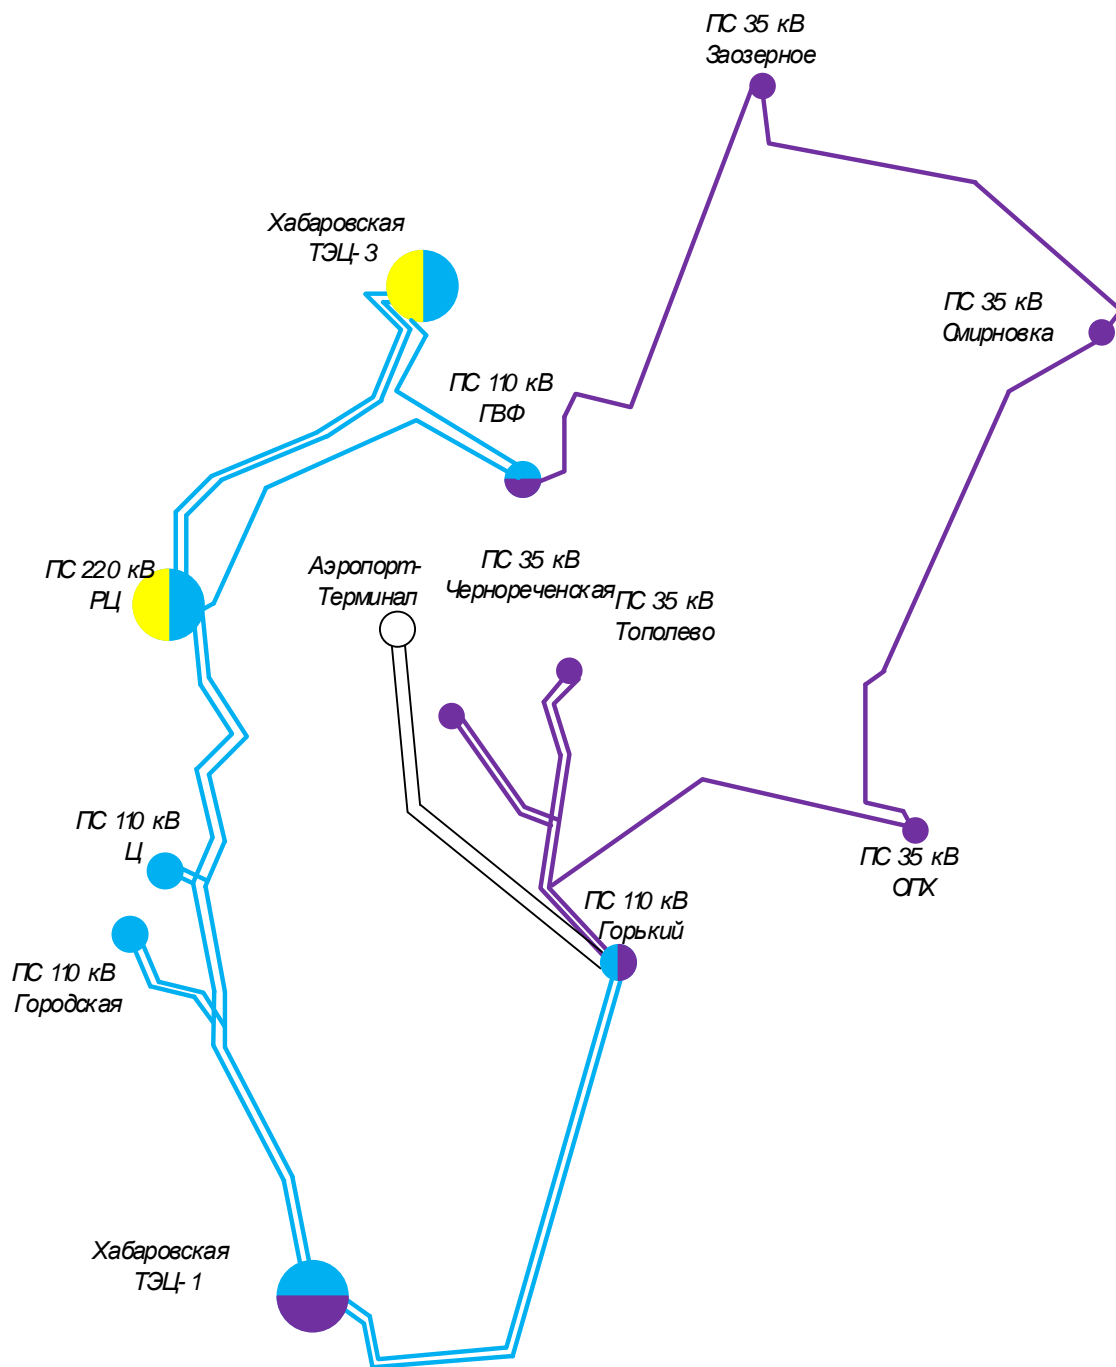 ПС 35 кВ
Заозерное
Хабаровская
ТЭЦ- 3
ПС 35 кВ
Смирновка
ПС 110 кВ
ГВФ
ПС 220 кВ
РЦ
Аэропорт-
Терминал
ПС 35 кВ
Чернореченская
ПС 35 кВ
Тополево
ПС 110 кВ
Ц
ПС 35 кВ
ОПХ
ПС 110 кВ
Горький
ПС 110 кВ
Городская
Хабаровская
ТЭЦ- 1